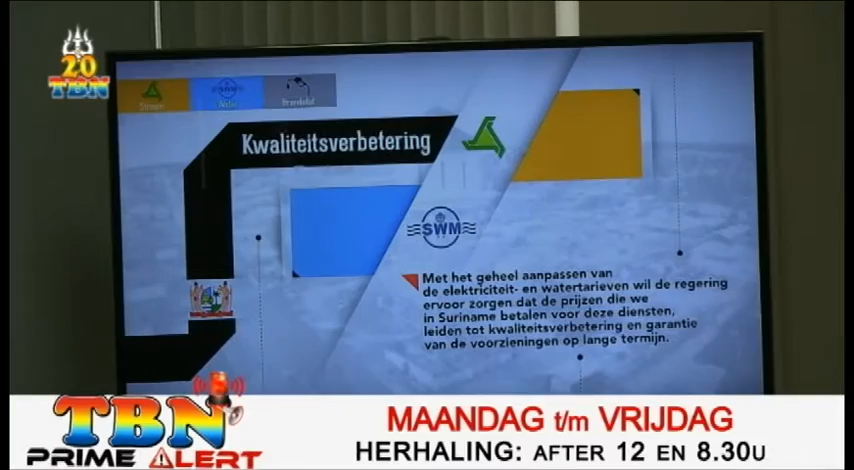 20
TBN
Stroom
Water
Brandstof
Kwaliteitsverbetering
SWM
Met het geheel aanpassen van
de elektriciteit- en watertarieven wil de regering
ervoor zorgen dat de prijzen die we
in Suriname betalen voor deze diensten,
leiden tot kwaliteitsverbetering en garantie
van de voorzieningen op lange termijn.
TBN
PRIME ALERT
MAANDAG t/m VRIJDAG
HERHALING: AFTER 12 EN 8.30U